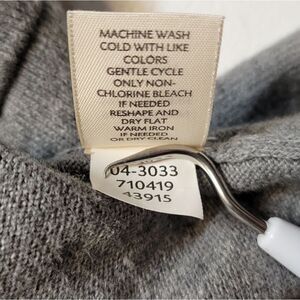 MACHINE WASH
COLD WITH LIKE
COLORS
GENTLE CYCLE
ONLY NON-
CHLORINE BLEACH
IF NEEDED
RESHAPE AND
DRY FLAT
WARM IRON
IF NEEDED
OR DRY CLEAN
04-3033
710419
43915